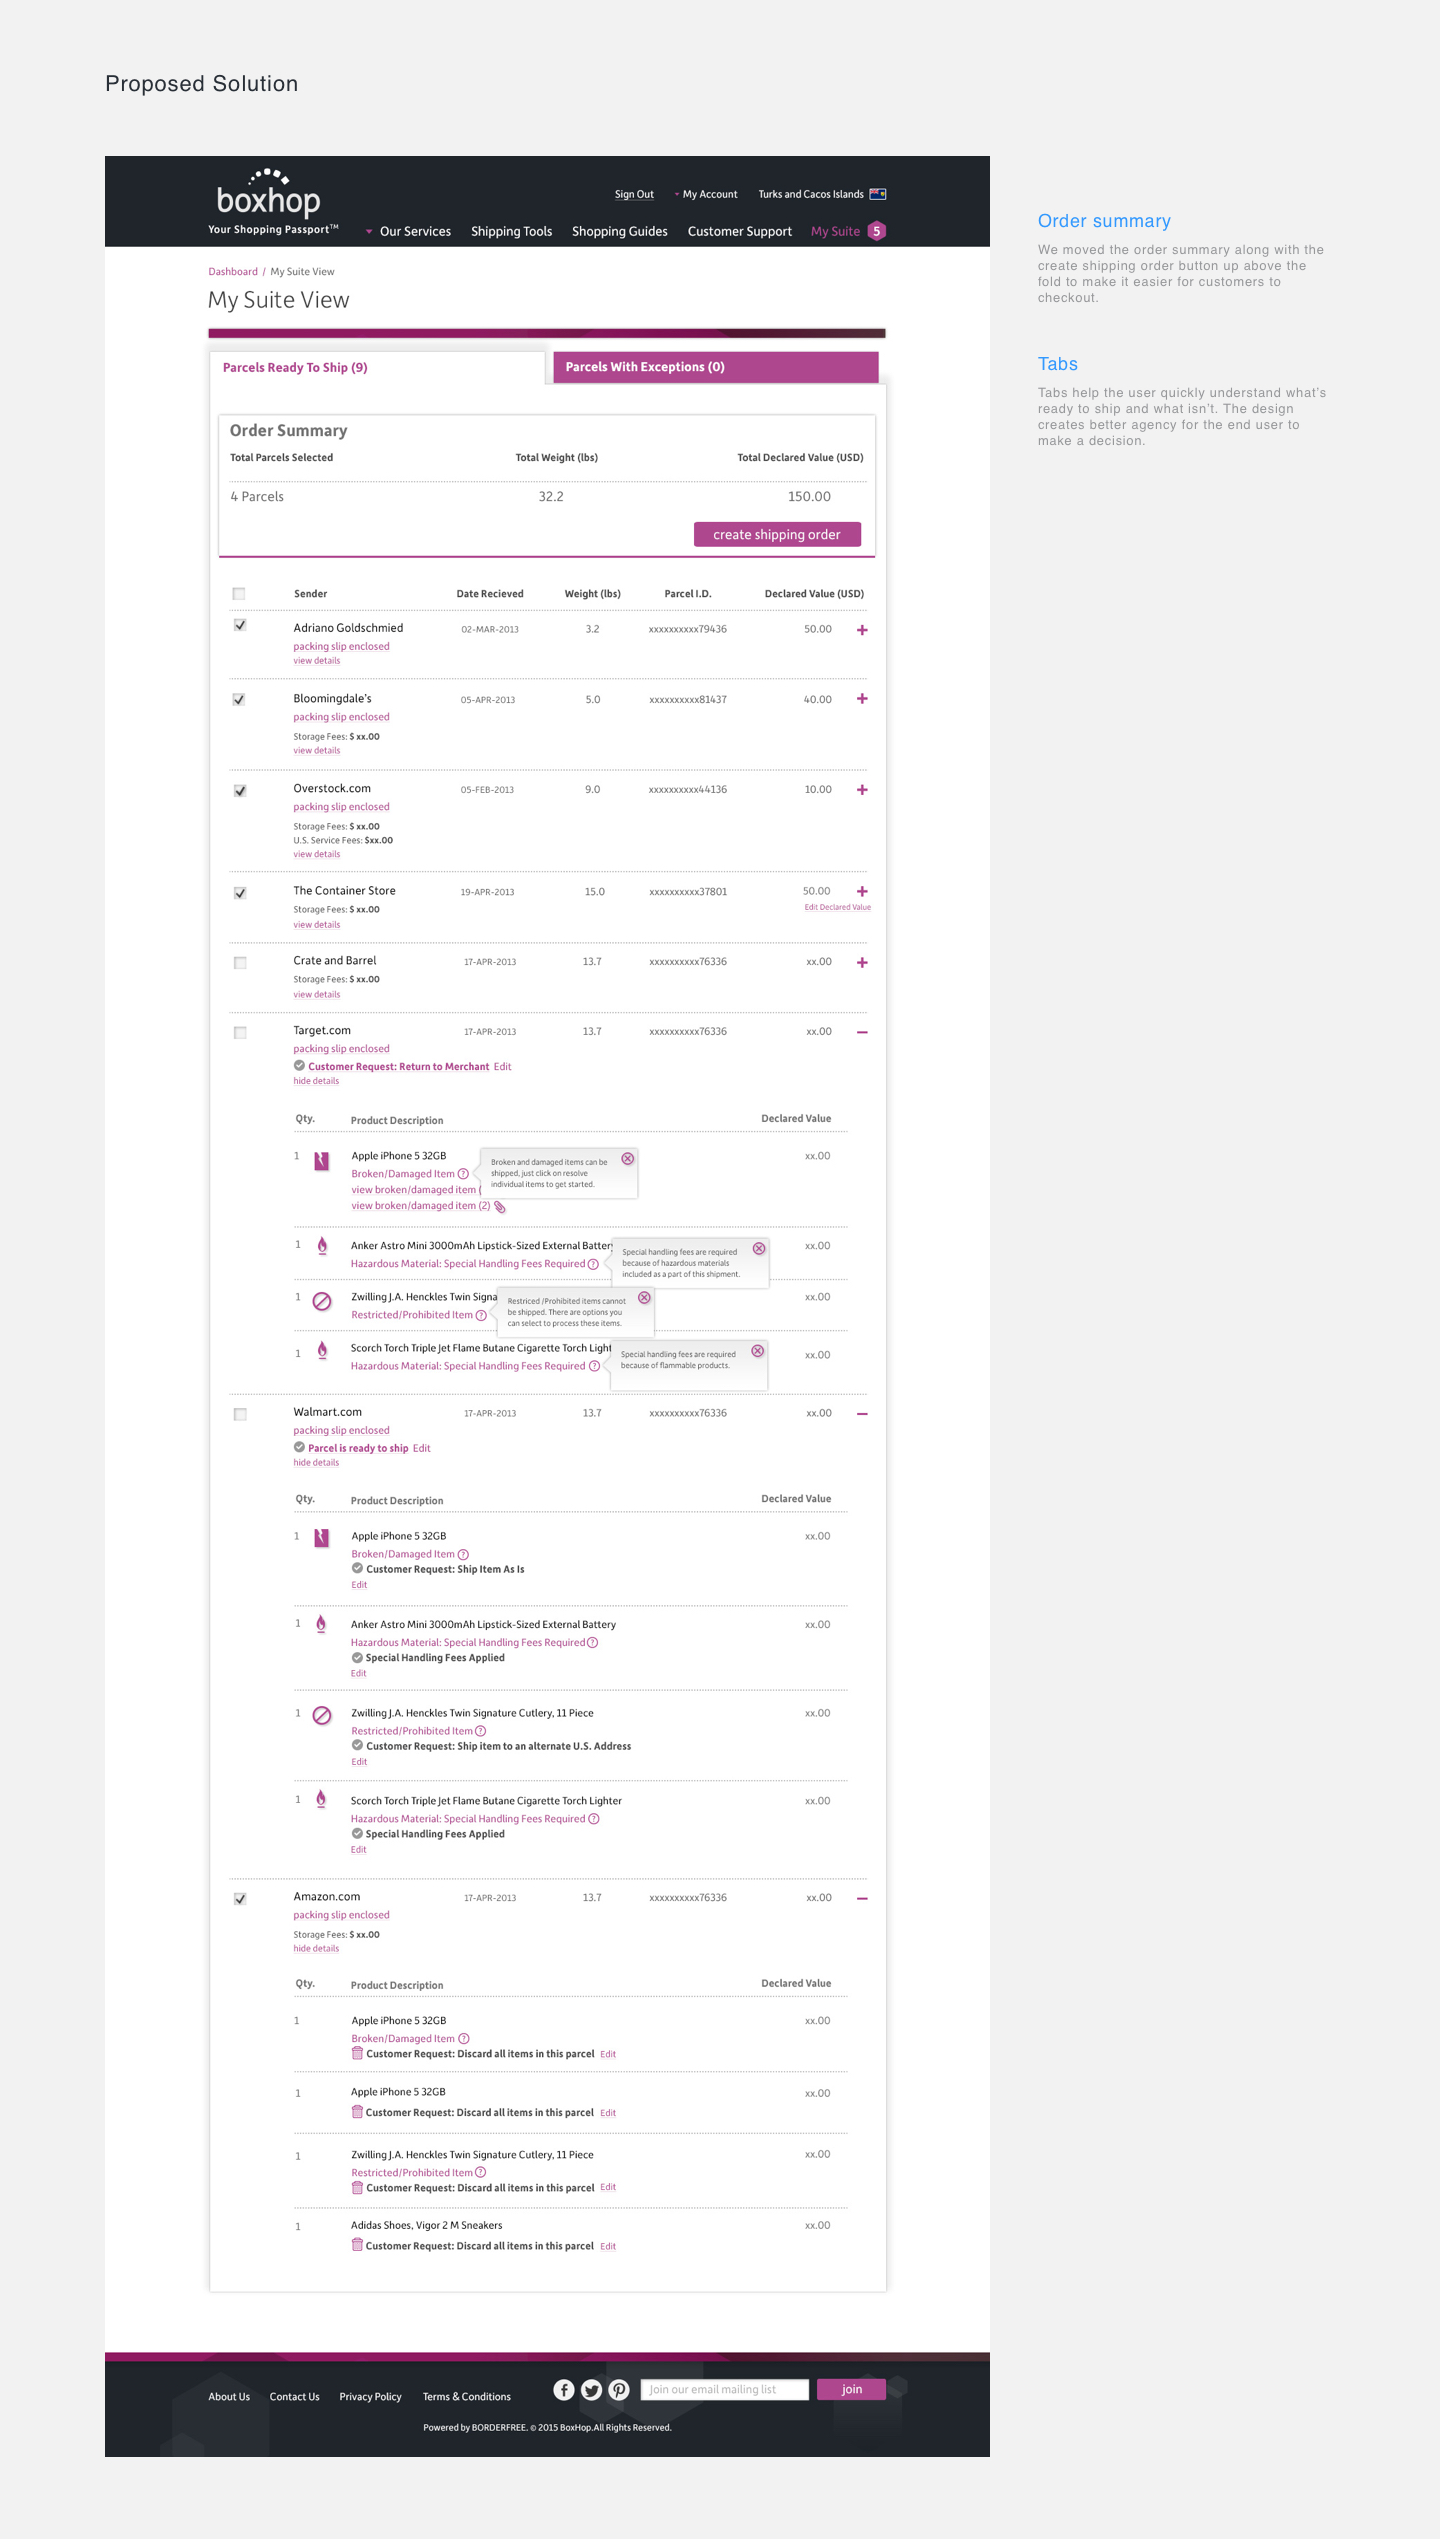 Proposed Solution
boxhop
Your Shopping Passport™
Sign Out
My Account
Turks and Cacos Islands
Our Services
Shipping Tools
Shopping Guides
Customer Support
My Suite 5
Order summary
We moved the order summary along with the
create shipping order button up above the
fold to make it easier for customers to
checkout.
Tabs
Tabs help the user quickly understand what's
ready to ship and what isn't. The design
creates better agency for the end user to
make a decision.
Dashboard / My Suite View
My Suite View
Parcels Ready To Ship (9)
Parcels With Exceptions (0)
Order Summary
Total Parcels Selected Total Weight (lbs) Total Declared Value (USD)
4 Parcels 32.2 150.00
create shipping order
Sender Date Recieved Weight (lbs) Parcel I.D. Declared Value (USD)
Adriano Goldschmied 02-MAR-2013 3.2 xxxxxxxxxx79436 50.00
packing slip enclosed
view details
Bloomingdale's 05-APR-2013 5.0 xxxxxxxxxx81437 40.00
packing slip enclosed
Storage Fees: $ xx.00
view details
Overstock.com 05-FEB-2013 9.0 xxxxxxxxxx44136 10.00
packing slip enclosed
Storage Fees: $ xx.00
U.S. Service Fees: $xx.00
view details
The Container Store 19-APR-2013 15.0 xxxxxxxxxx37801 50.00
Edit Declared Value
Storage Fees: $ xx.00
view details
Crate and Barrel 17-APR-2013 13.7 xxxxxxxxxx76336 xx.00
Storage Fees: $ xx.00
view details
Target.com 17-APR-2013 13.7 xxxxxxxxxx76336 xx.00
packing slip enclosed
Customer Request: Return to Merchant Edit
hide details
Qty. Product Description Declared Value
1 Apple iPhone 5 32GB xx.00
Broken/Damaged Item ?
view broken/damaged item (
view broken/damaged item (2)
Broken and damaged items can be
shipped, just click on resolve
individual items to get started.
1 Anker Astro Mini 3000mAh Lipstick-Sized External Battery xx.00
Hazardous Material: Special Handling Fees Required ?
Special handling fees are required
because of hazardous materials
included as a part of this shipment.
1 Zwilling J.A. Henckles Twin Signa xx.00
Restricted/Prohibited Item ?
Restriced /Prohibited items cannot
be shipped. There are options you
can select to process these items.
1 Scorch Torch Triple Jet Flame Butane Cigarette Torch Light xx.00
Hazardous Material: Special Handling Fees Required ?
Special handling fees are required
because of flammable products.
Walmart.com 17-APR-2013 13.7 xxxxxxxxxx76336 xx.00
packing slip enclosed
Parcel is ready to ship Edit
hide details
Qty. Product Description Declared Value
1 Apple iPhone 5 32GB xx.00
Broken/Damaged Item ?
Customer Request: Ship Item As Is
Edit
1 Anker Astro Mini 3000mAh Lipstick-Sized External Battery xx.00
Hazardous Material: Special Handling Fees Required ?
Special Handling Fees Applied
Edit
1 Zwilling J.A. Henckles Twin Signature Cutlery, 11 Piece xx.00
Restricted/Prohibited Item ?
Customer Request: Ship item to an alternate U.S. Address
Edit
1 Scorch Torch Triple Jet Flame Butane Cigarette Torch Lighter xx.00
Hazardous Material: Special Handling Fees Required ?
Special Handling Fees Applied
Edit
Amazon.com 17-APR-2013 13.7 xxxxxxxxxx76336 xx.00
packing slip enclosed
Storage Fees: $ xx.00
hide details
Qty. Product Description Declared Value
1 Apple iPhone 5 32GB xx.00
Broken/Damaged Item ?
Customer Request: Discard all items in this parcel Edit
1 Apple iPhone 5 32GB xx.00
Customer Request: Discard all items in this parcel Edit
1 Zwilling J.A. Henckles Twin Signature Cutlery, 11 Piece xx.00
Restricted/Prohibited Item ?
Customer Request: Discard all items in this parcel Edit
1 Adidas Shoes, Vigor 2 M Sneakers xx.00
Customer Request: Discard all items in this parcel Edit
About Us Contact Us Privacy Policy Terms & Conditions
Join our email mailing list
join
Powered by BORDERFREE. © 2015 BoxHop.All Rights Reserved.